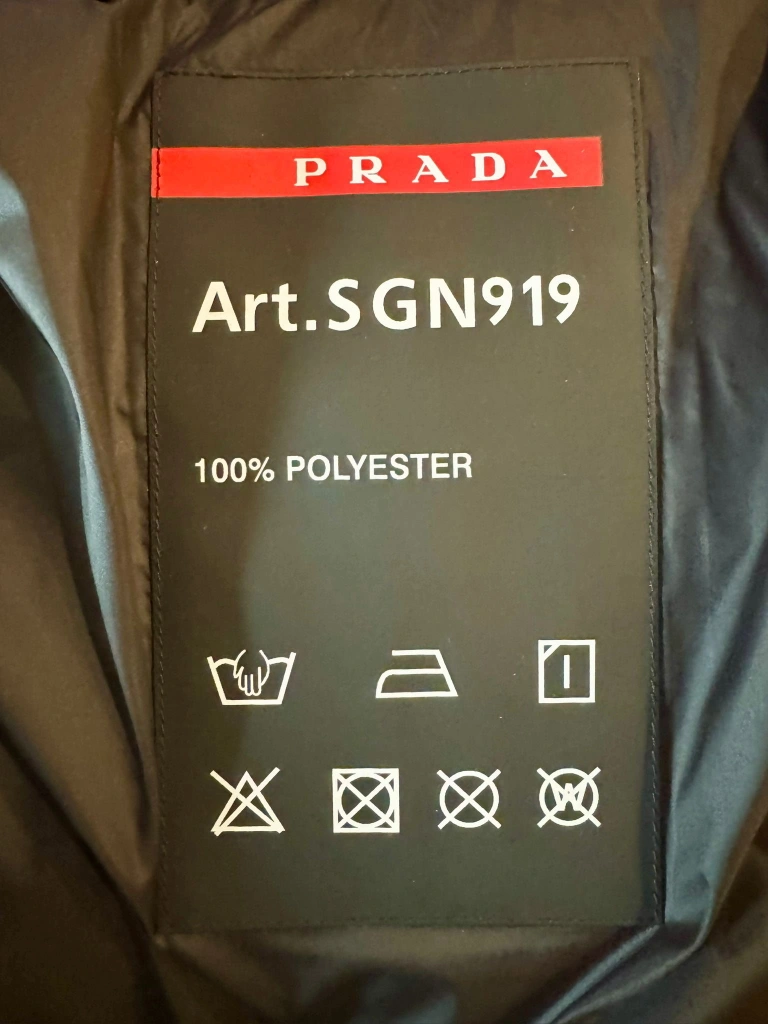 PRADA
Art.SGN919
100% POLYESTER
W